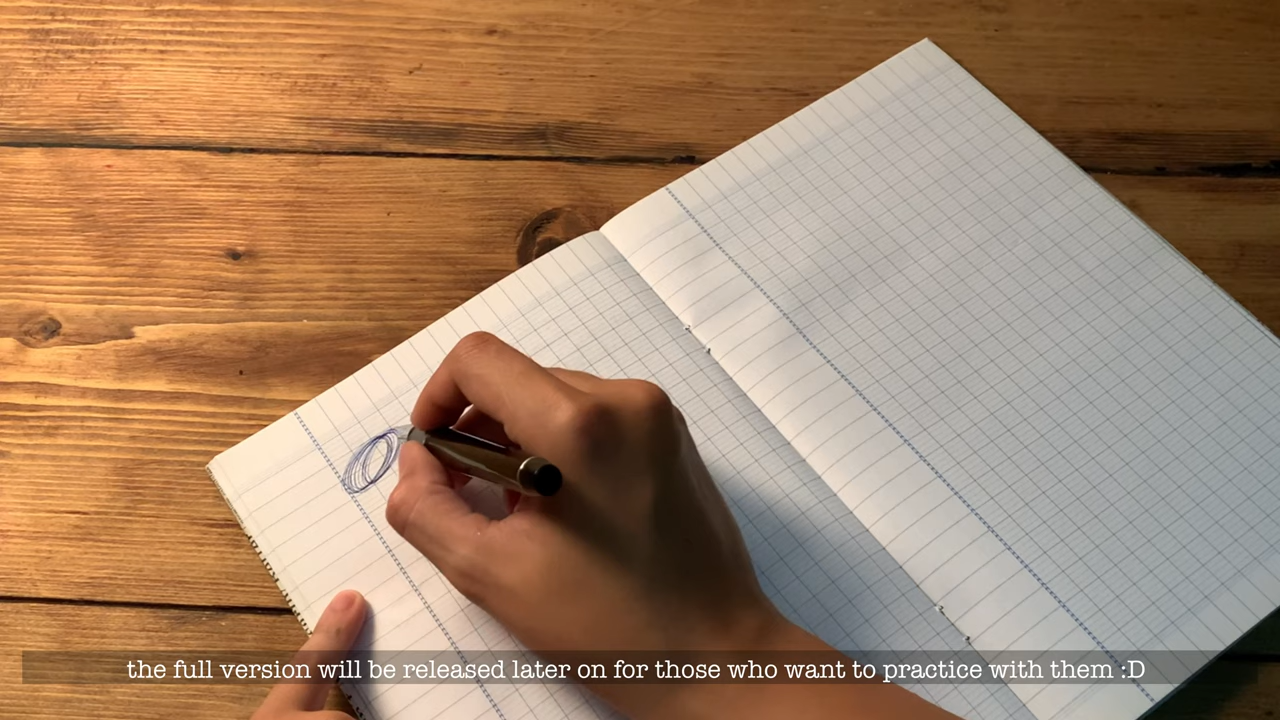 the full version will be released later on for those who want to practice with them :D